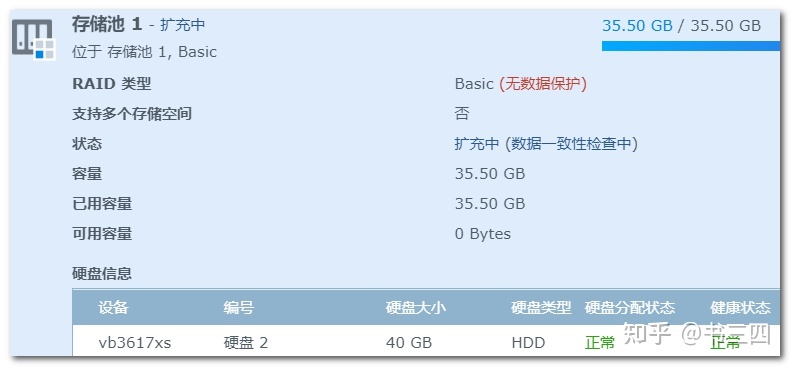 存储池 1 - 扩充中
35.50 GB / 35.50 GB
位于 存储池 1, Basic
RAID 类型 Basic (无数据保护)
支持多个存储空间 否
状态 扩充中 (数据一致性检查中)
容量 35.50 GB
已用容量 35.50 GB
可用容量 0 Bytes
硬盘信息
设备 编号 硬盘大小 硬盘类型 硬盘分配状态 健康状态
vb3617xs 硬盘 2 40 GB HDD 正常 正常
知乎 @书三四